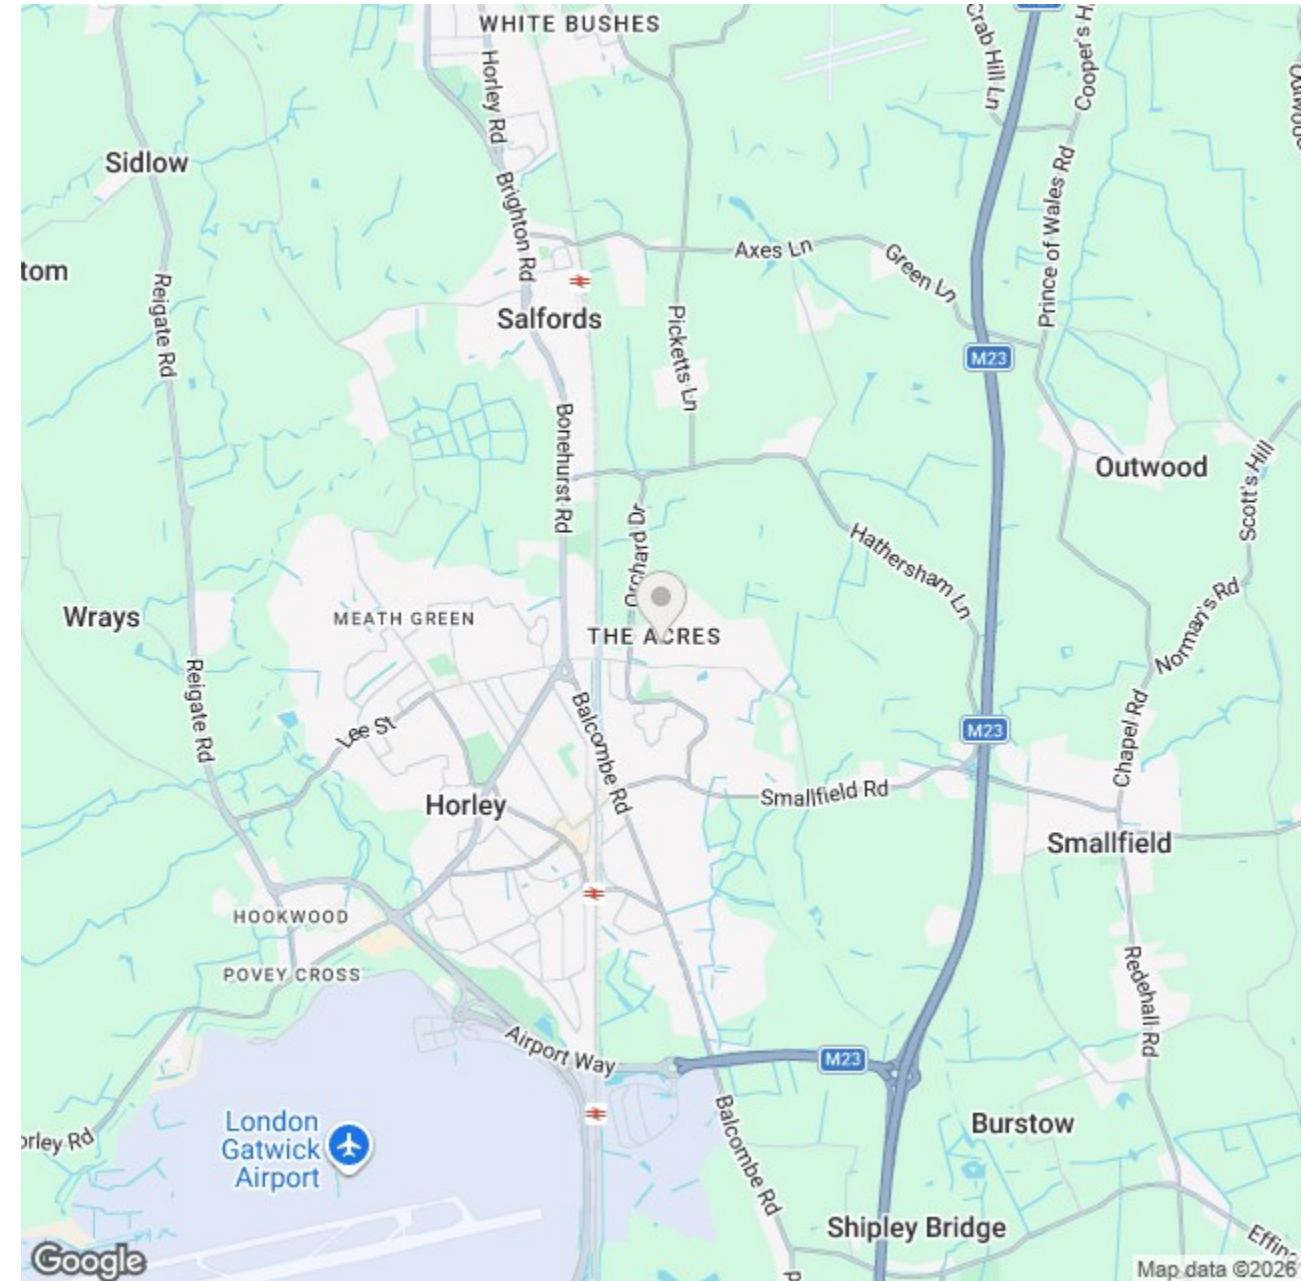 M23
WHITE BUSHES
Horley Rd
Crab Hill Ln
Cooper's H
Sidlow
Brighton Rd
Prince of Wales Rd
Axes Ln
Green Ln
tom
Reigate Rd
Salfords
Picketts Ln
M23
Bonehurst Rd
Outwood
Scott's Hill
Orchard Dr
Hathersham Ln
Wrays
MEATH GREEN
THE ACRES
Norman's Rd
Reigate Rd
Lee St
Balcombe Rd
M23
Chapel Rd
Horley
Smallfield Rd
Smallfield
HOOKWOOD
POVEY CROSS
Redehall Rd
Airport Way
M23
London
Gatwick
Airport
orley Rd
Balcombe Rd
Burstow
Shipley Bridge
Effing
Google
Map data ©2026